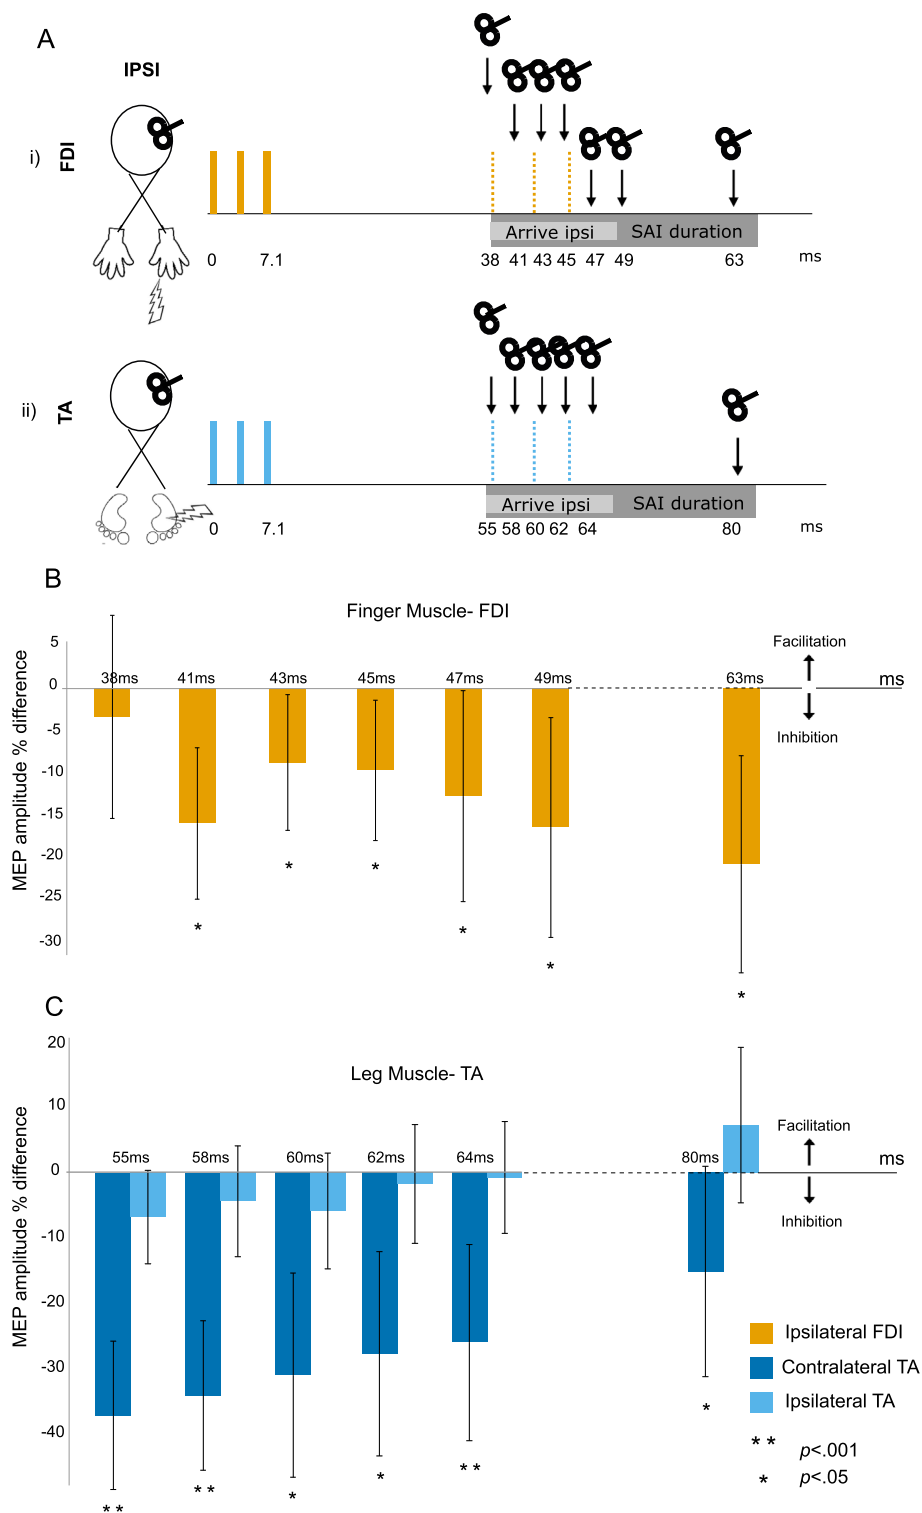 A
IPSI
i)
FDI
Arrive ipsi
SAI duration
0
7.1
38
41
43
45
47
49
63
ms
ii)
TA
Arrive ipsi
SAI duration
0
7.1
55
58
60
62
64
80
ms
B
Finger Muscle- FDI
MEP amplitude % difference
5
0
-5
-10
-15
-20
-25
-30
38ms
41ms
43ms
45ms
47ms
49ms
63ms
Facilitation
ms
Inhibition
*
*
*
*
*
*
C
Leg Muscle- TA
MEP amplitude % difference
20
10
0
-10
-20
-30
-40
55ms
58ms
60ms
62ms
64ms
80ms
Facilitation
ms
Inhibition
**
**
*
*
**
*
Ipsilateral FDI
Contralateral TA
Ipsilateral TA
** p<.001
* p<.05